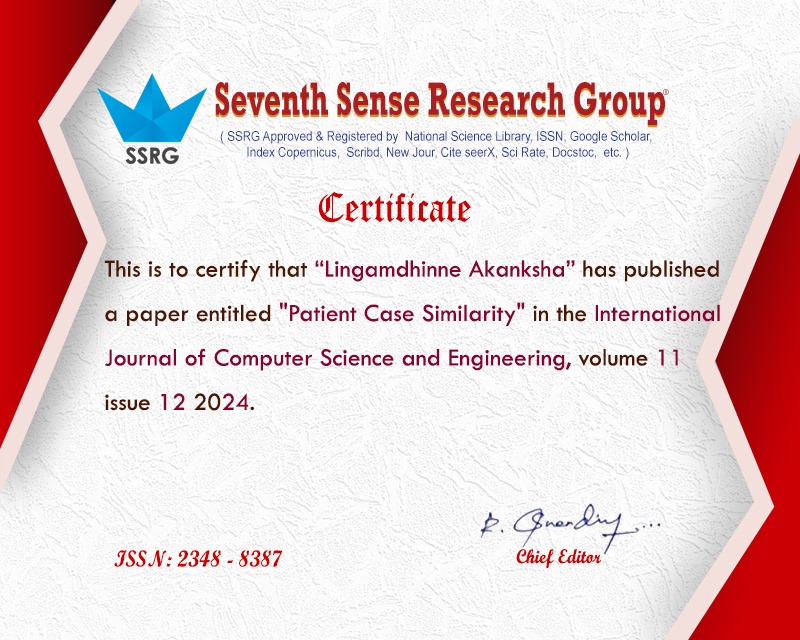 Seventh Sense Research Group®
( SSRG Approved & Registered by National Science Library, ISSN, Google Scholar,
Index Copernicus, Scribd, New Jour, Cite seerX, Sci Rate, Docstoc, etc. )
SSRG
Certificate
This is to certify that “Lingamdhinne Akanksha” has published
a paper entitled "Patient Case Similarity" in the International
Journal of Computer Science and Engineering, volume 11
issue 12 2024.
R.
ISSN: 2348 - 8387
Chief Editor